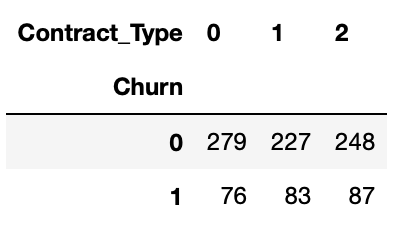 Contract_Type 0 1 2
Churn
0 279 227 248
1 76 83 87